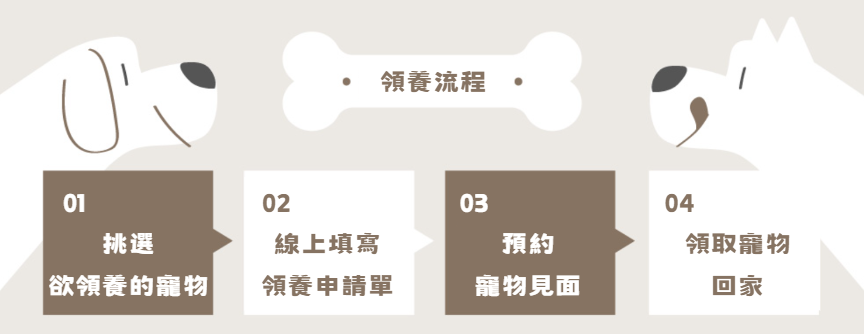 • 領養流程 •
01
挑選
欲領養的寵物
02
線上填寫
領養申請單
03
預約
寵物見面
04
領取寵物
回家